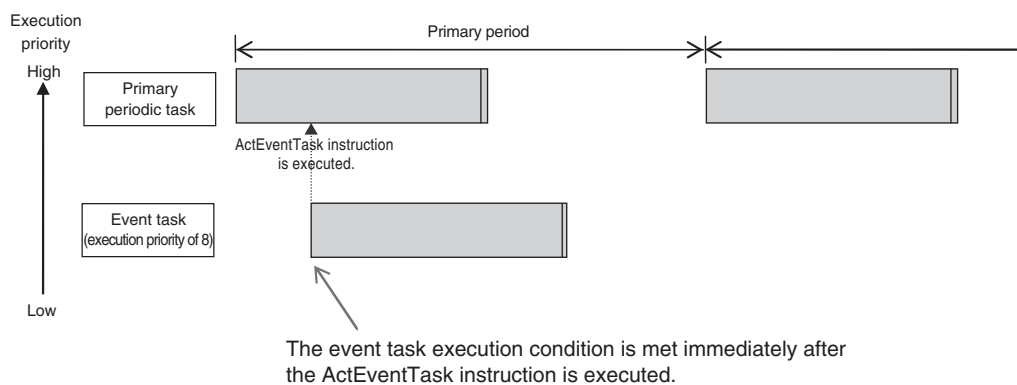 Execution
priority
High
Primary period
Primary
periodic task
ActEventTask instruction
is executed.
Event task
(execution priority of 8)
Low
The event task execution condition is met immediately after
the ActEventTask instruction is executed.